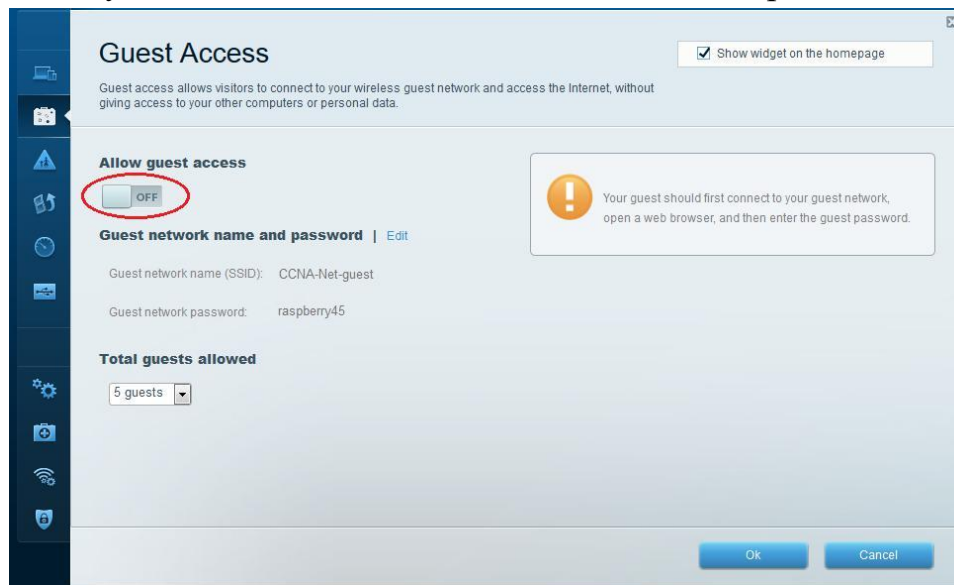 Guest Access
Show widget on the homepage
Guest access allows visitors to connect to your wireless guest network and access the Internet, without
giving access to your other computers or personal data.
Allow guest access
OFF
Your guest should first connect to your guest network,
open a web browser, and then enter the guest password.
Guest network name and password | Edit
Guest network name (SSID): CCNA-Net-guest
Guest network password: raspberry45
Total guests allowed
5 guests
Ok Cancel